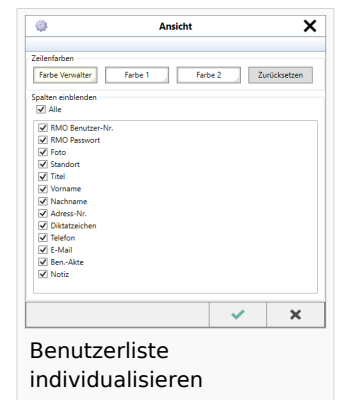 Ansicht
Zeilenfarben
Farbe Verwalter Farbe 1 Farbe 2 Zurücksetzen
Spalten einblenden
Alle
RMO Benutzer-Nr.
RMO Passwort
Foto
Standort
Titel
Vorname
Nachname
Adress-Nr.
Diktatzeichen
Telefon
E-Mail
Ben.-Akte
Notiz
Benutzerliste
individualisieren